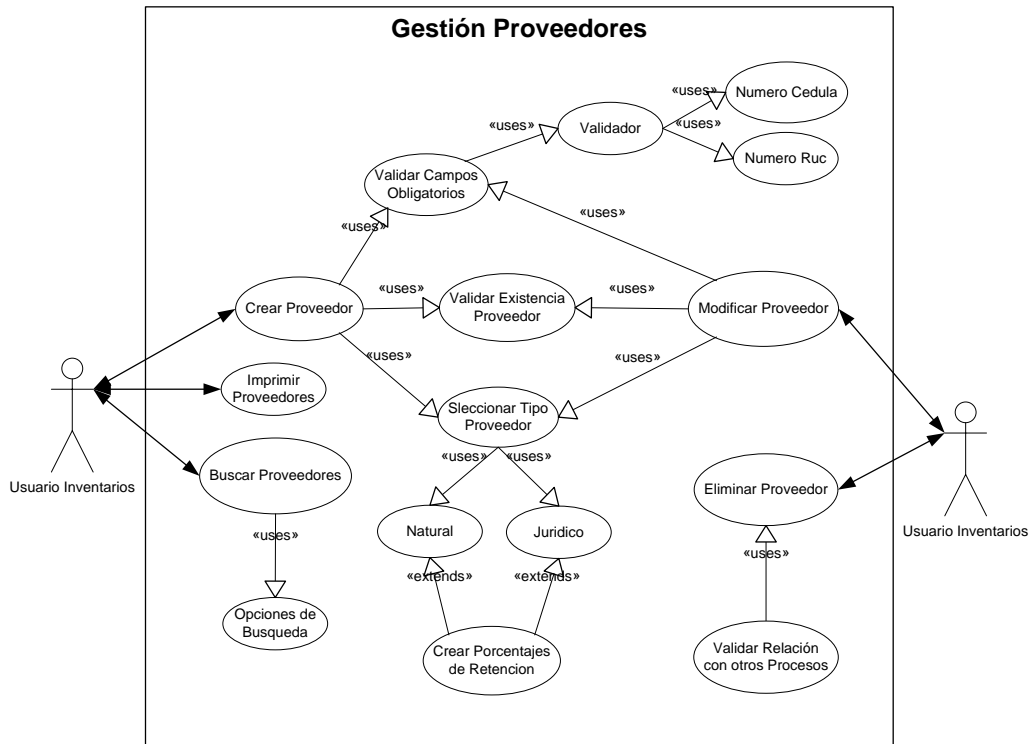 Gestión Proveedores
«uses»
Numero Cedula
«uses»
Validador
«uses»
Numero Ruc
Validar Campos
Obligatorios
«uses»
«uses»
Crear Proveedor
«uses»
Validar Existencia
Proveedor
«uses»
Modificar Proveedor
«uses»
«uses»
Imprimir
Proveedores
Sleccionar Tipo
Proveedor
Usuario Inventarios
Buscar Proveedores
«uses»
«uses»
Eliminar Proveedor
Usuario Inventarios
«uses»
Natural
Juridico
«uses»
«extends»
«extends»
Opciones de
Busqueda
Crear Porcentajes
de Retencion
Validar Relación
con otros Procesos